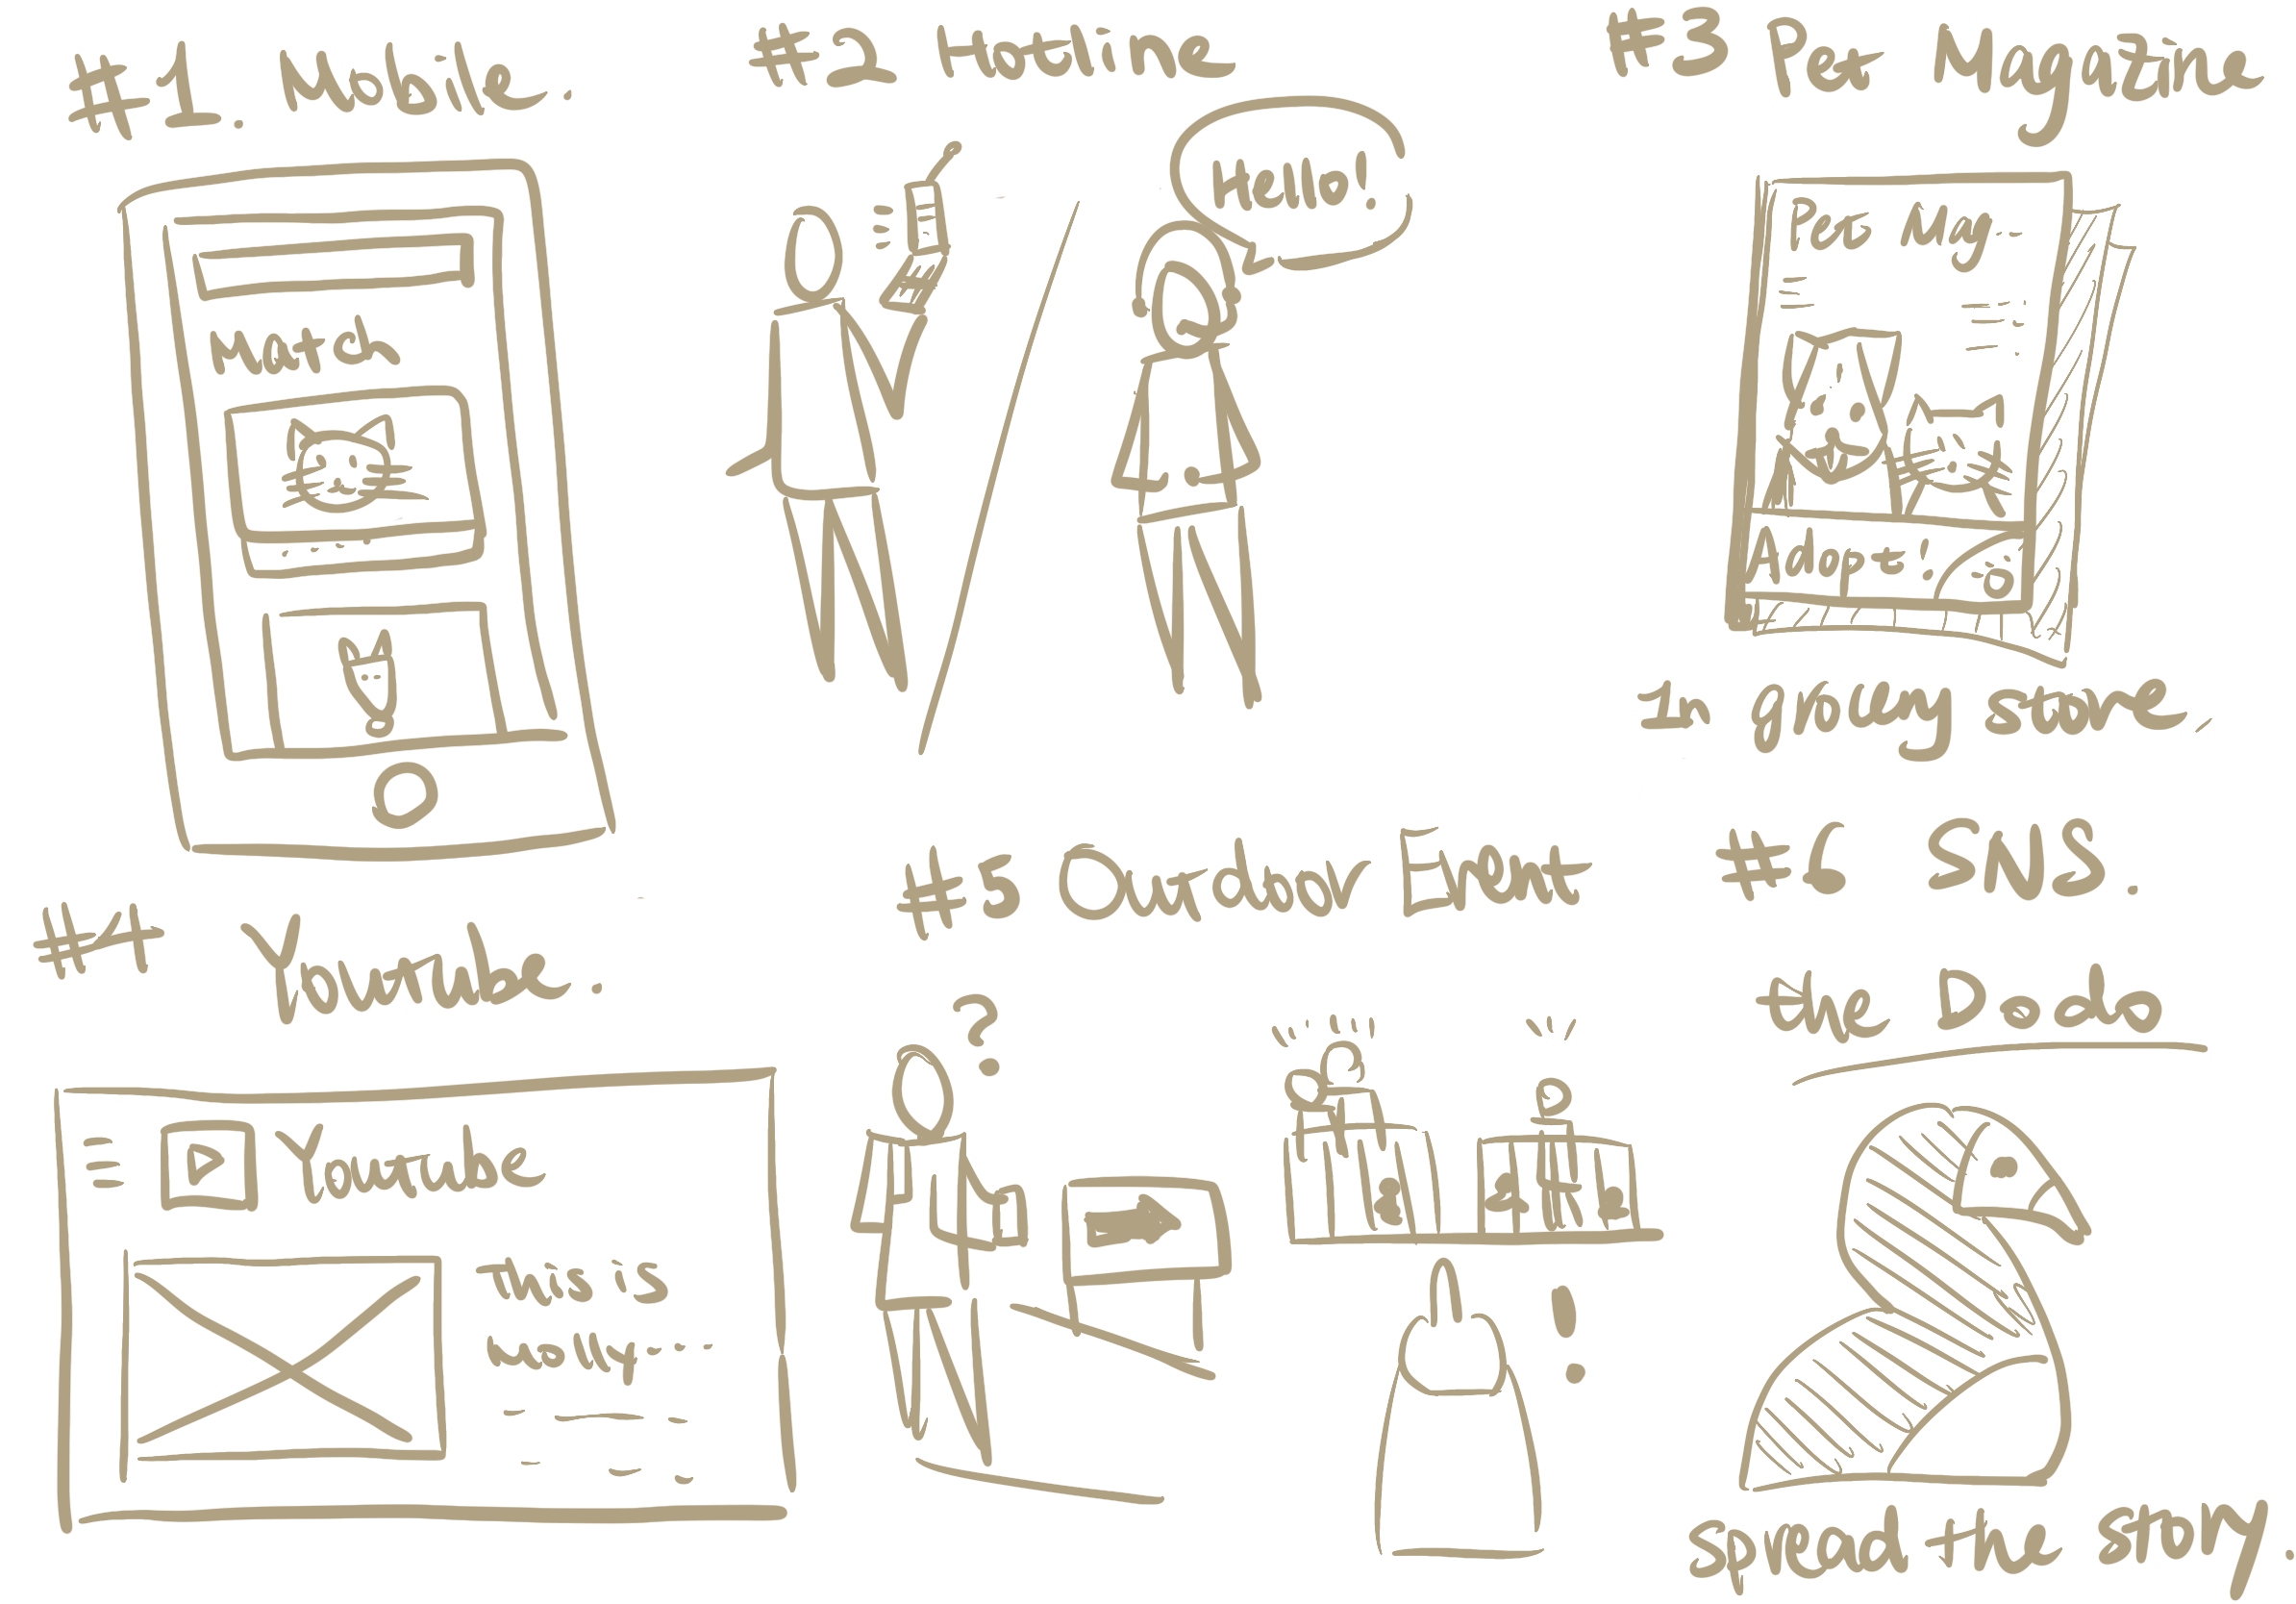 #1. Mobile.
#2 Hotline
#3 Pet Magazine
Match
Hello!
Pet Mag...
Adopt!
In grocey store.
#4 Youtube.
#5 Outdoor Event
#6 SNS.
the Dodo
Youtube
?
This is
molly...
!
spread the story.